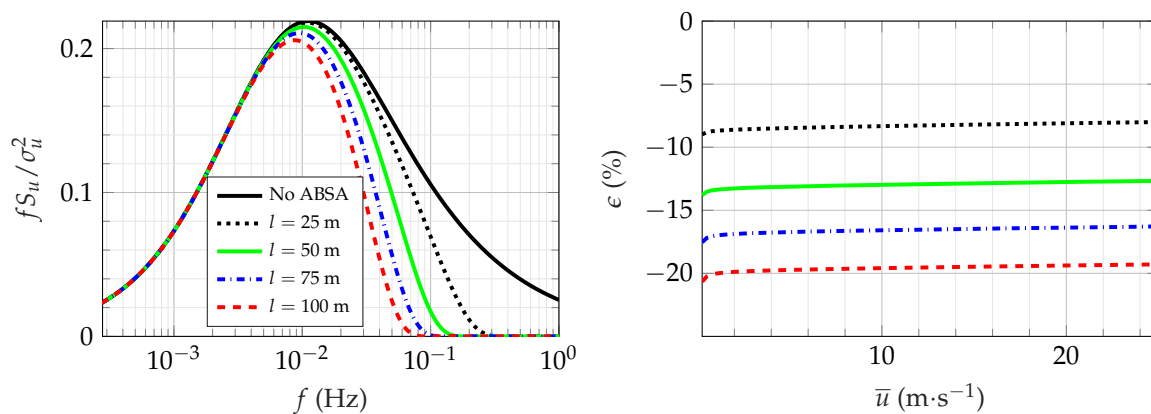 fS_u/σ_u^2
0.2
0.1
0
No ABSA
l = 25 m
l = 50 m
l = 75 m
l = 100 m
10^−3
10^−2
10^−1
10^0
f (Hz)
ϵ (%)
0
−5
−10
−15
−20
10
20
u̅ (m·s^−1)